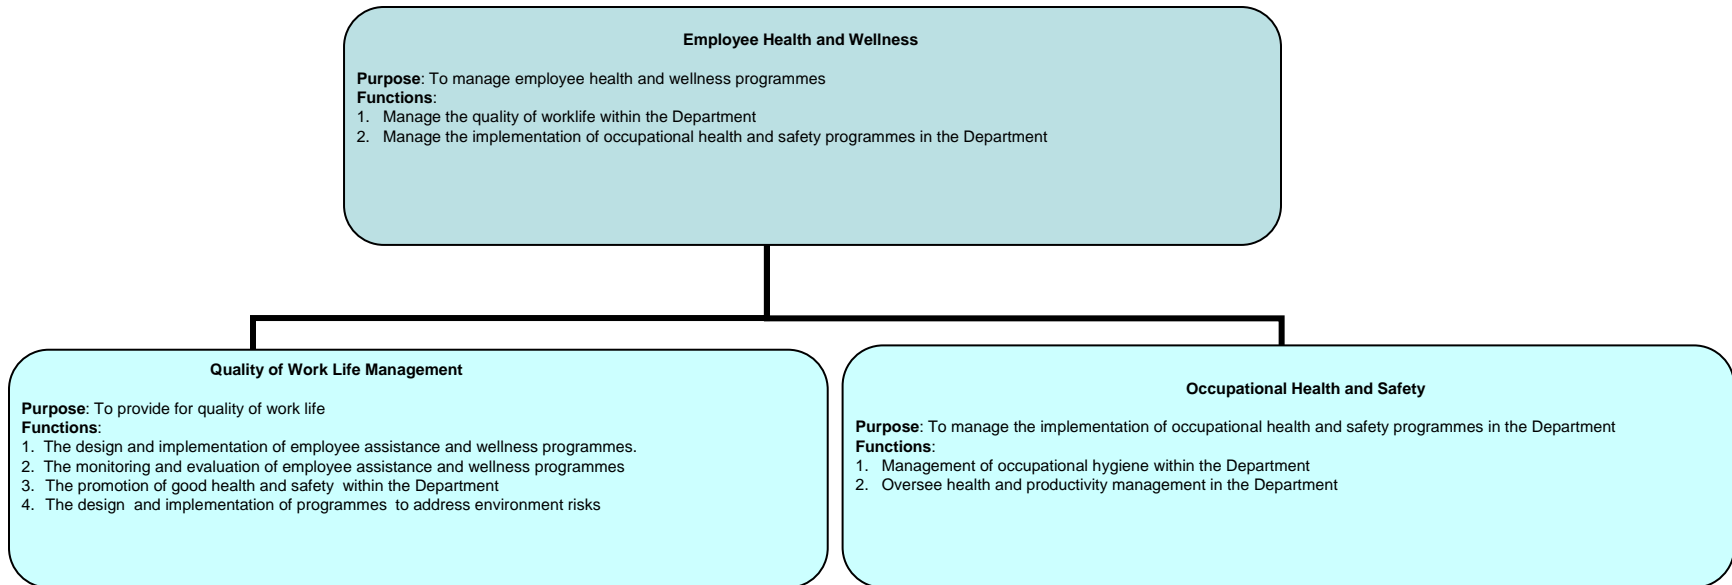 Employee Health and Wellness
Purpose: To manage employee health and wellness programmes
Functions:
1. Manage the quality of worklife within the Department
2. Manage the implementation of occupational health and safety programmes in the Department
Quality of Work Life Management
Purpose: To provide for quality of work life
Functions:
1. The design and implementation of employee assistance and wellness programmes.
2. The monitoring and evaluation of employee assistance and wellness programmes
3. The promotion of good health and safety within the Department
4. The design and implementation of programmes to address environment risks
Occupational Health and Safety
Purpose: To manage the implementation of occupational health and safety programmes in the Department
Functions:
1. Management of occupational hygiene within the Department
2. Oversee health and productivity management in the Department